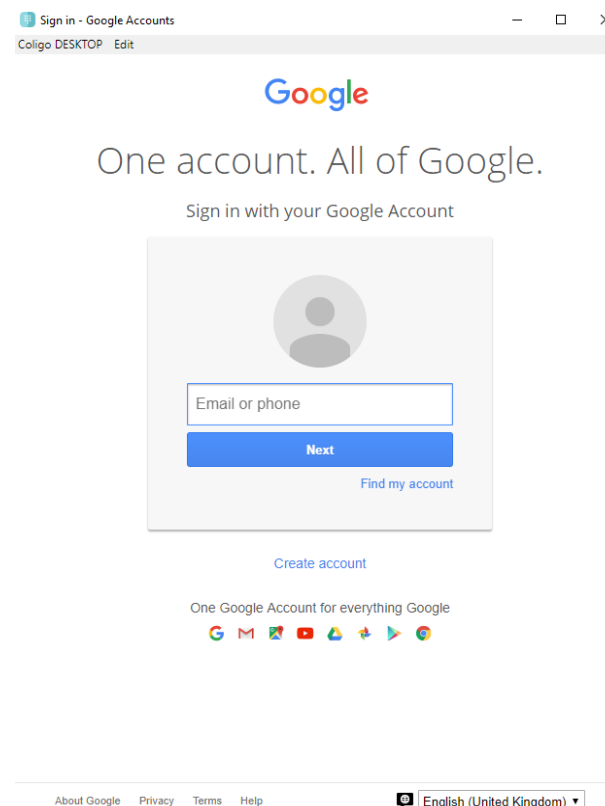 Sign in - Google Accounts
Coligo DESKTOP Edit
Google
One account. All of Google.
Sign in with your Google Account
Email or phone
Next
Find my account
Create account
One Google Account for everything Google
About Google Privacy Terms Help
English (United Kingdom)